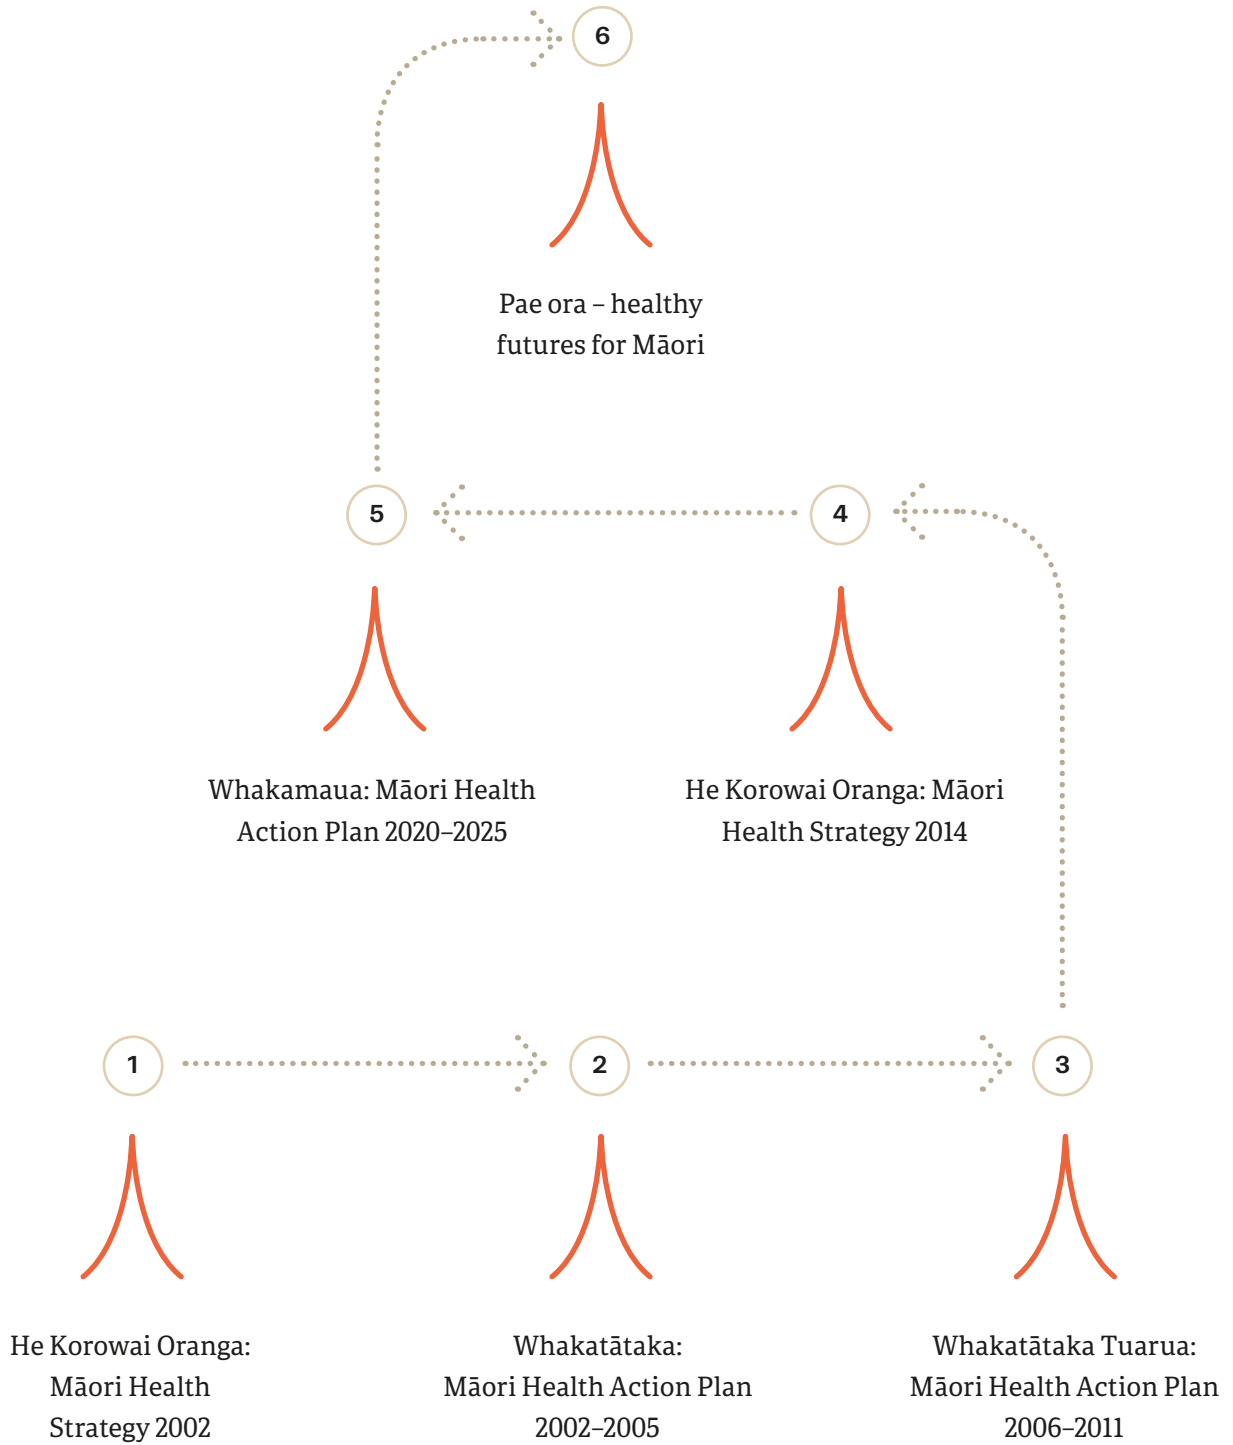 6
Pae ora – healthy
futures for Māori
5
4
Whakamaua: Māori Health
Action Plan 2020–2025
He Korowai Oranga: Māori
Health Strategy 2014
1
2
3
He Korowai Oranga:
Māori Health
Strategy 2002
Whakatātaka:
Māori Health Action Plan
2002–2005
Whakatātaka Tuarua:
Māori Health Action Plan
2006–2011